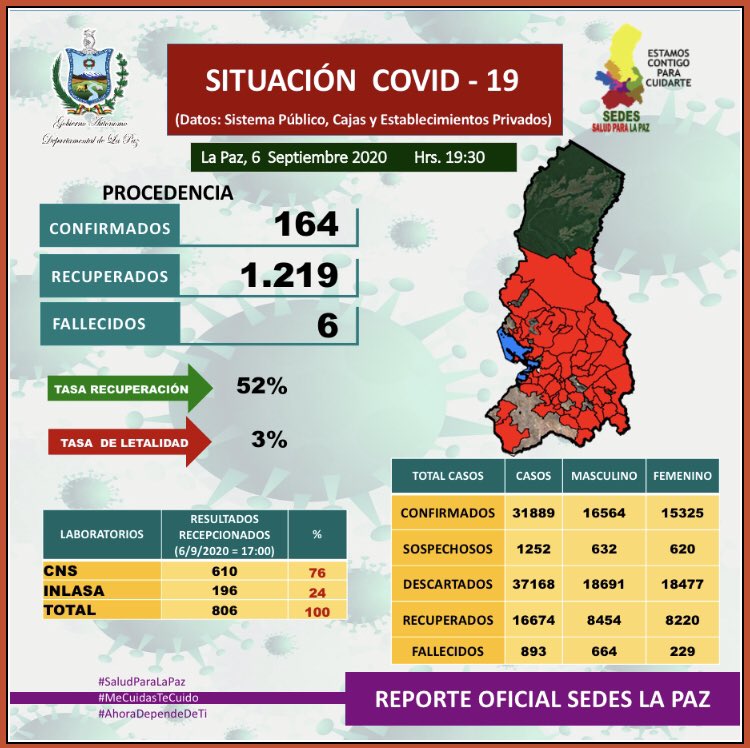 Gobierno Autónomo
Departamental de La Paz
SITUACIÓN COVID - 19
(Datos: Sistema Público, Cajas y Establecimientos Privados)
ESTAMOS
CONTIGO
PARA
CUIDARTE
SEDES
SALUD PARA LA PAZ
La Paz, 6 Septiembre 2020 Hrs. 19:30
PROCEDENCIA
CONFIRMADOS 164
RECUPERADOS 1.219
FALLECIDOS 6
TASA RECUPERACIÓN 52%
TASA DE LETALIDAD 3%
LABORATORIOS RESULTADOS RECEPCIONADOS (6/9/2020 = 17:00) %
CNS 610 76
INLASA 196 24
TOTAL 806 100
TOTAL CASOS CASOS MASCULINO FEMENINO
CONFIRMADOS 31889 16564 15325
SOSPECHOSOS 1252 632 620
DESCARTADOS 37168 18691 18477
RECUPERADOS 16674 8454 8220
FALLECIDOS 893 664 229
#SaludParaLaPaz
#MeCuidasTeCuido
#AhoraDependeDeTi
REPORTE OFICIAL SEDES LA PAZ